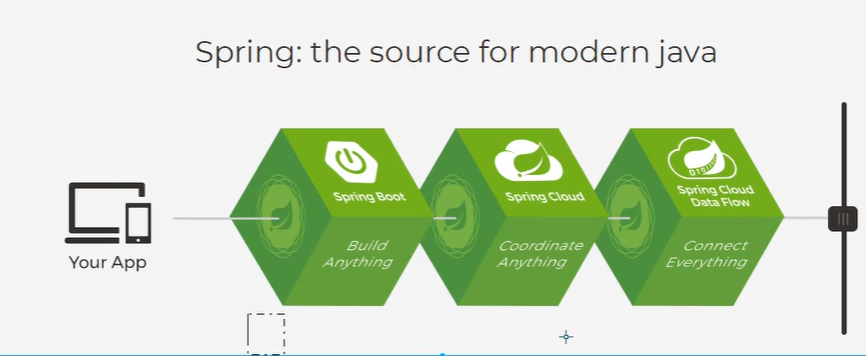 Spring: the source for modern java
Your App
Spring Boot
Build
Anything
Spring Cloud
Coordinate
Anything
Spring Cloud
Data Flow
Connect
Everything